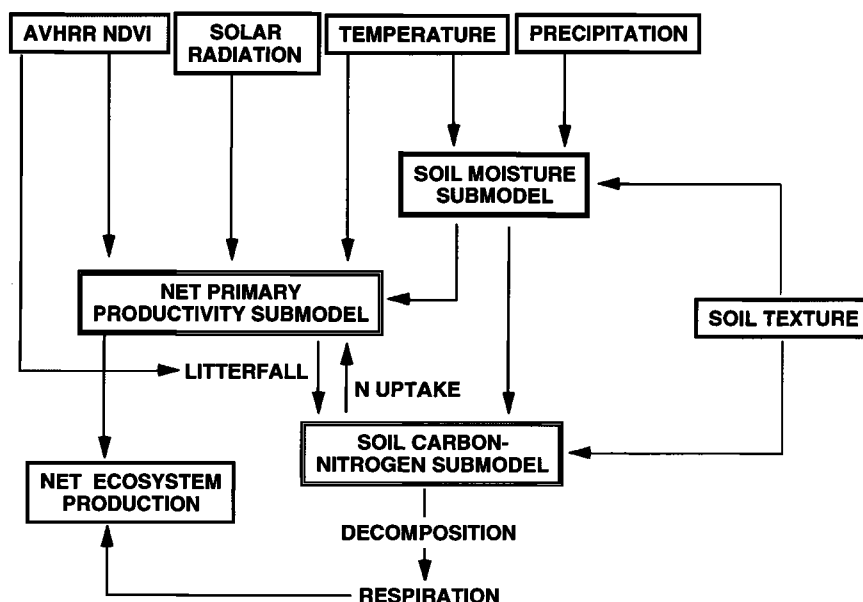 AVHRR NDVI
SOLAR
RADIATION
TEMPERATURE
PRECIPITATION
SOIL MOISTURE
SUBMODEL
NET PRIMARY
PRODUCTIVITY SUBMODEL
SOIL TEXTURE
LITTERFALL
N UPTAKE
SOIL CARBON-
NITROGEN SUBMODEL
NET ECOSYSTEM
PRODUCTION
DECOMPOSITION
RESPIRATION